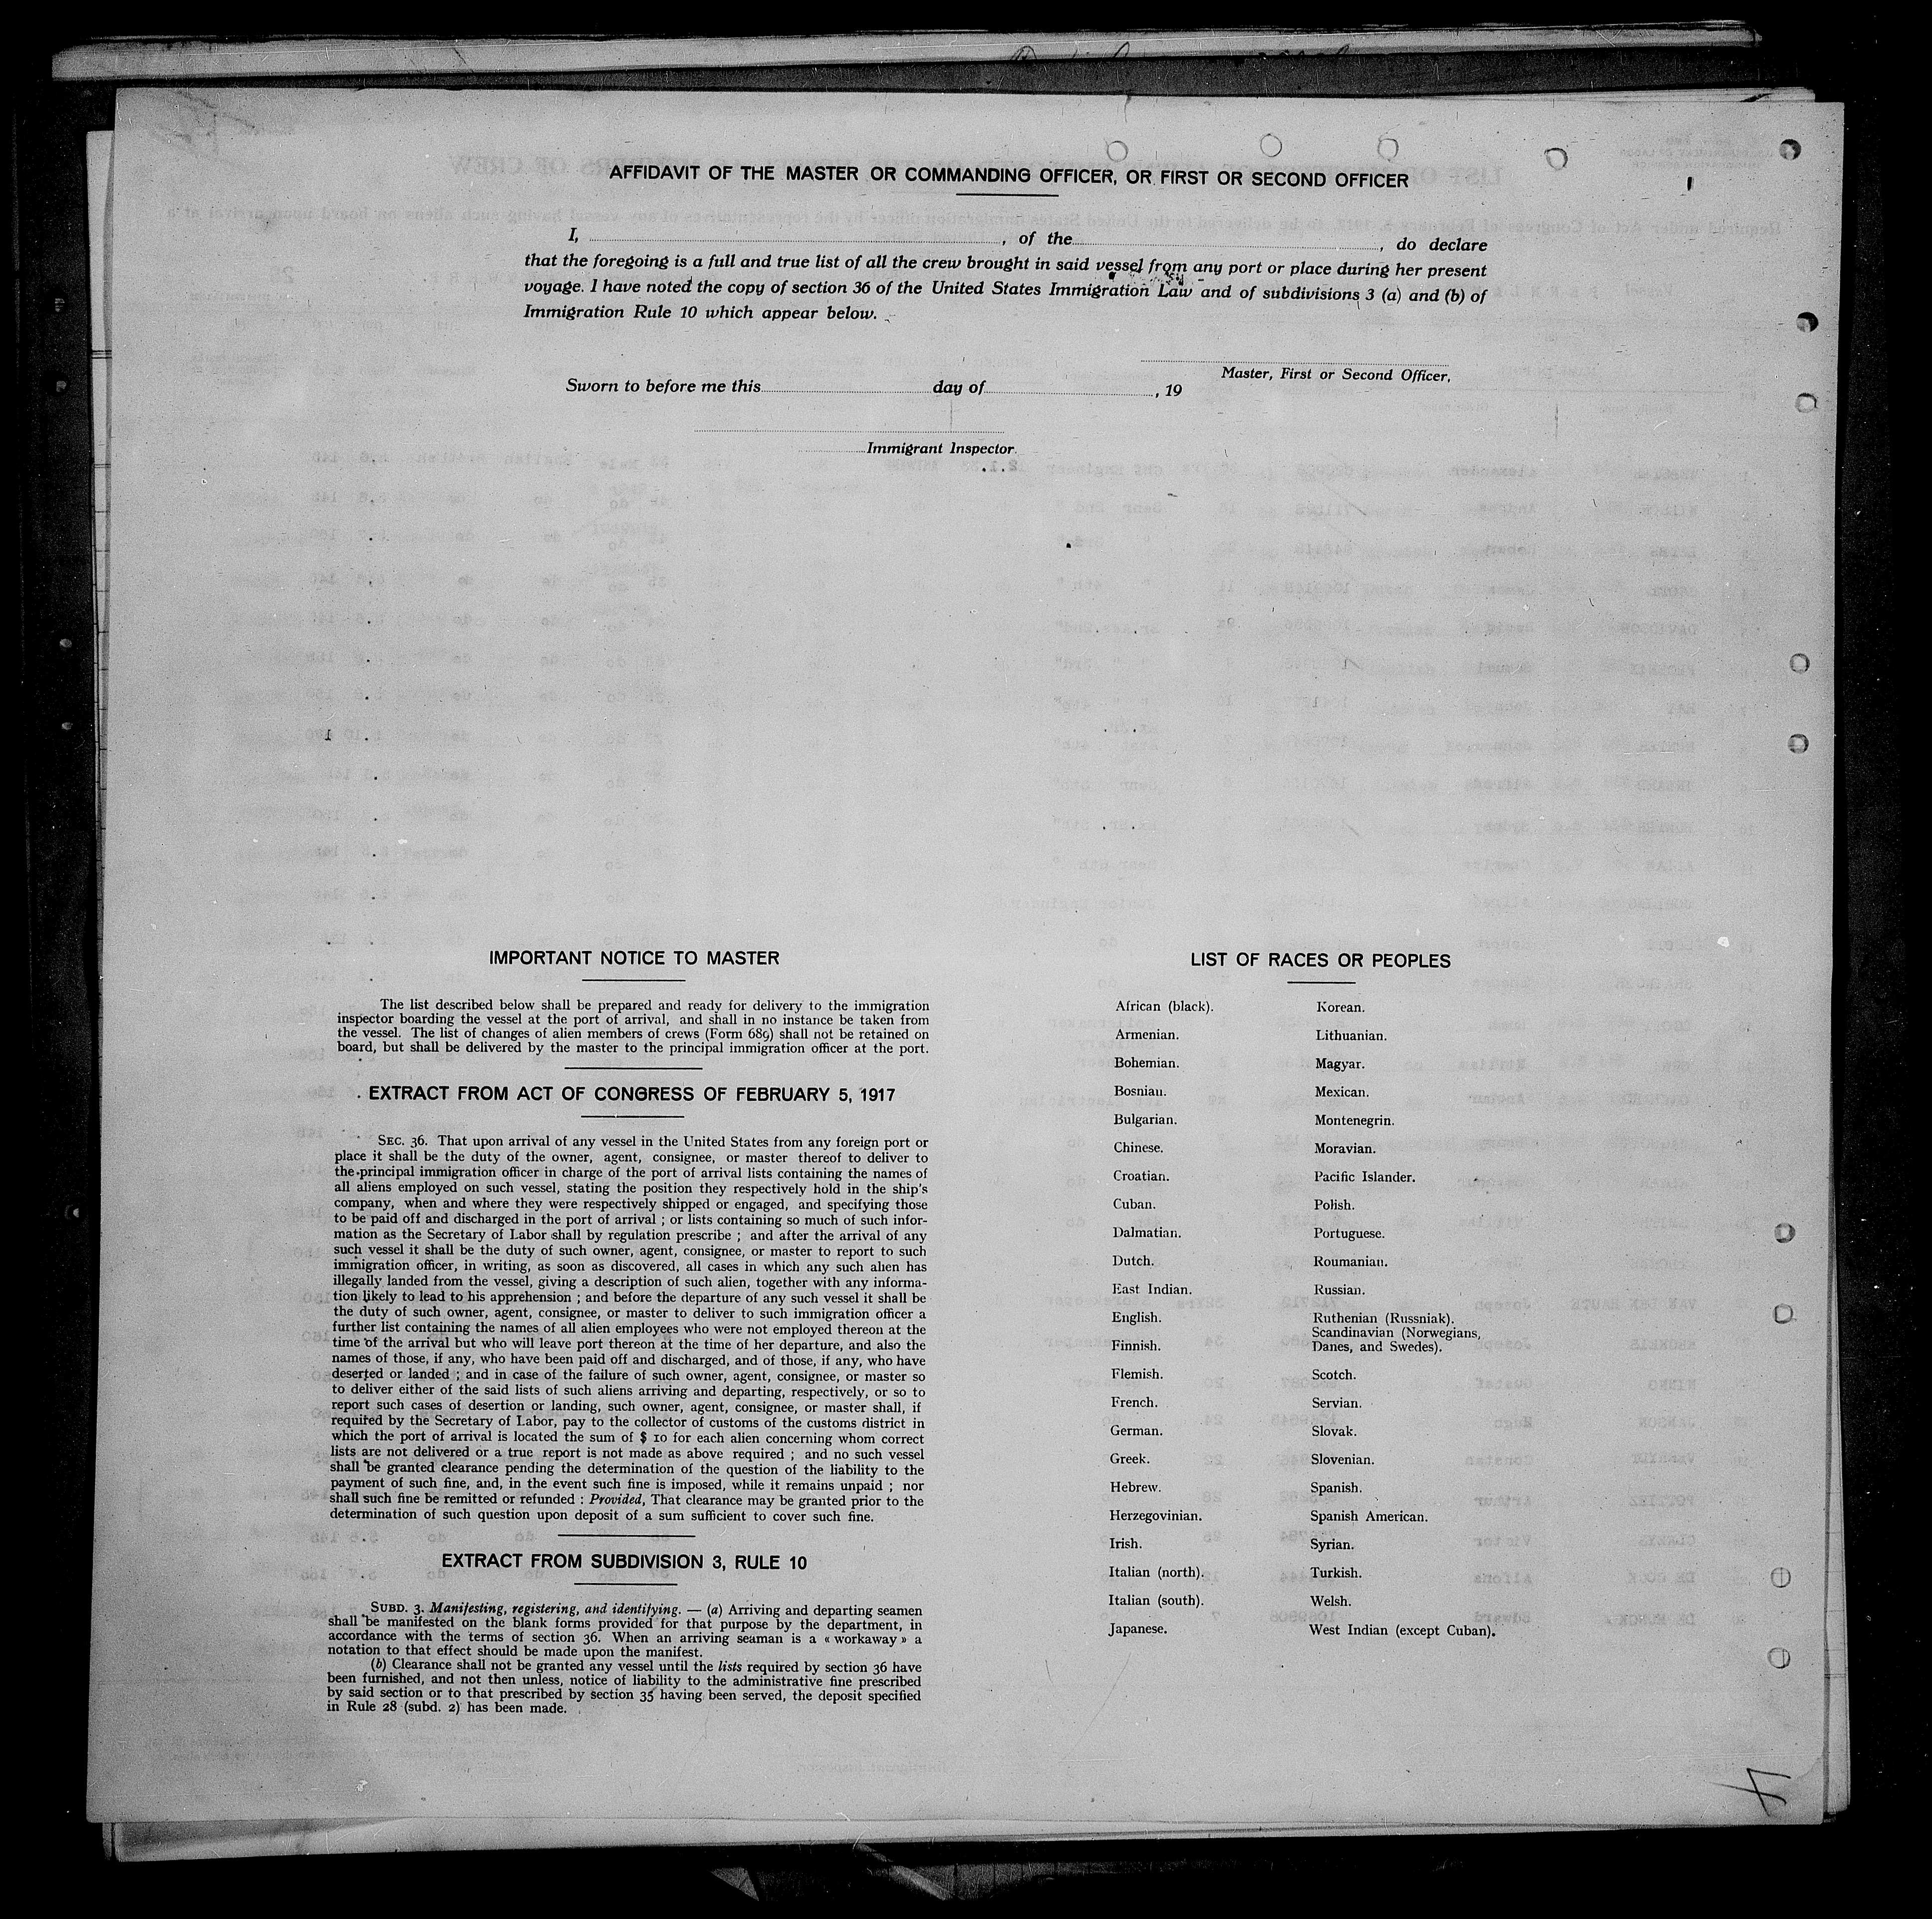 AFFIDAVIT OF THE MASTER OR COMMANDING OFFICER, OR FIRST OR SECOND OFFICER
I, , of the , do declare
that the foregoing is a full and true list of all the crew brought in said vessel from any port or place during her present
voyage. I have noted the copy of section 36 of the United States Immigration Law and of subdivisions 3 (a) and (b) of
Immigration Rule 10 which appear below.
Master, First or Second Officer,
Sworn to before me this day of , 19
Immigrant Inspector
IMPORTANT NOTICE TO MASTER
The list described below shall be prepared and ready for delivery to the immigration
inspector boarding the vessel at the port of arrival, and shall in no instance be taken from
the vessel. The list of changes of alien members of crews (Form 689) shall not be retained on
board, but shall be delivered by the master to the principal immigration officer at the port.
EXTRACT FROM ACT OF CONGRESS OF FEBRUARY 5, 1917
SEC. 36. That upon arrival of any vessel in the United States from any foreign port or
place it shall be the duty of the owner, agent, consignee, or master thereof to deliver to
the principal immigration officer in charge of the port of arrival lists containing the names of
all aliens employed on such vessel, stating the position they respectively hold in the ship's
company, when and where they were respectively shipped or engaged, and specifying those
to be paid off and discharged in the port of arrival ; or lists containing so much of such infor-
mation as the Secretary of Labor shall by regulation prescribe ; and after the arrival of any
such vessel it shall be the duty of such owner, agent, consignee, or master to report to such
immigration officer, in writing, as soon as discovered, all cases in which any such alien has
illegally landed from the vessel, giving a description of such alien, together with any informa-
tion likely to lead to his apprehension ; and before the departure of any such vessel it shall be
the duty of such owner, agent, consignee, or master to deliver to such immigration officer a
further list containing the names of all alien employees who were not employed thereon at the
time of the arrival but who will leave port thereon at the time of her departure, and also the
names of those, if any, who have been paid off and discharged, and of those, if any, who have
deserted or landed ; and in case of the failure of such owner, agent, consignee, or master so
to deliver either of the said lists of such aliens arriving and departing, respectively, or so to
report such cases of desertion or landing, such owner, agent, consignee, or master shall, if
required by the Secretary of Labor, pay to the collector of customs of the customs district in
which the port of arrival is located the sum of $ 10 for each alien concerning whom correct
lists are not delivered or a true report is not made as above required ; and no such vessel
shall be granted clearance pending the determination of the question of the liability to the
payment of such fine, and, in the event such fine is imposed, while it remains unpaid ; nor
shall such fine be remitted or refunded : Provided, That clearance may be granted prior to the
determination of such question upon deposit of a sum sufficient to cover such fine.
EXTRACT FROM SUBDIVISION 3, RULE 10
SUBD. 3. Manifesting, registering, and identifying. — (a) Arriving and departing seamen
shall be manifested on the blank forms provided for that purpose by the department, in
accordance with the terms of section 36. When an arriving seaman is a « workaway » a
notation to that effect should be made upon the manifest.
(b) Clearance shall not be granted any vessel until the lists required by section 36 have
been furnished, and not then unless, notice of liability to the administrative fine prescribed
by said section or to that prescribed by section 35 having been served, the deposit specified
in Rule 28 (subd. 2) has been made.
LIST OF RACES OR PEOPLES
African (black).
Armenian.
Bohemian.
Bosnian.
Bulgarian.
Chinese.
Croatian.
Cuban.
Dalmatian.
Dutch.
East Indian.
English.
Finnish.
Flemish.
French.
German.
Greek.
Hebrew.
Herzegovinian.
Irish.
Italian (north).
Italian (south).
Japanese.
Korean.
Lithuanian.
Magyar.
Mexican.
Montenegrin.
Moravian.
Pacific Islander.
Polish.
Portuguese.
Roumanian.
Russian.
Ruthenian (Russniak).
Scandinavian (Norwegians,
Danes, and Swedes).
Scotch.
Servian.
Slovak.
Slovenian.
Spanish.
Spanish American.
Syrian.
Turkish.
Welsh.
West Indian (except Cuban).